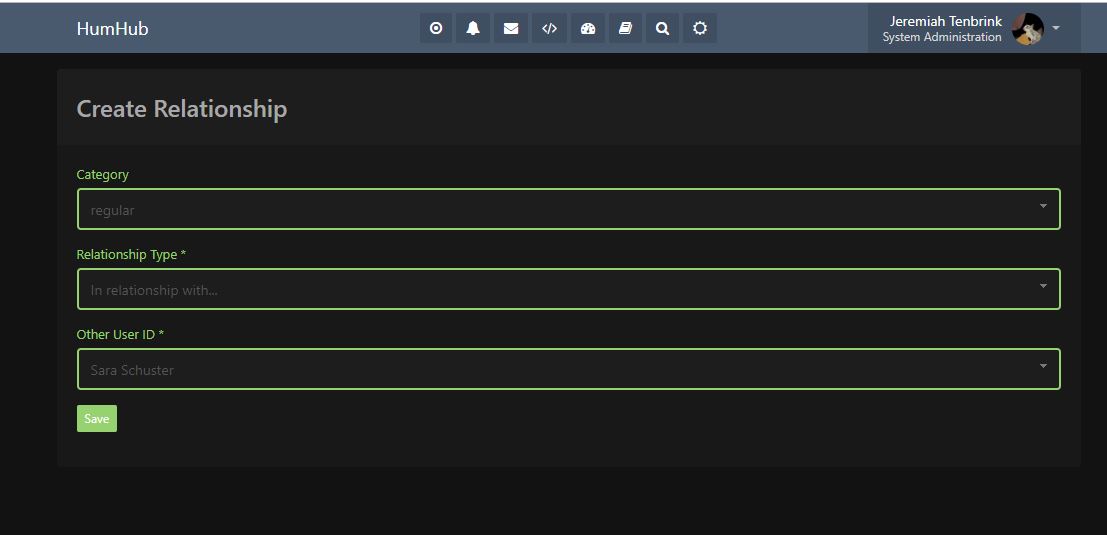 HumHub
Jeremiah Tenbrink
System Administration
Create Relationship
Category
regular
Relationship Type *
In relationship with...
Other User ID *
Sara Schuster
Save